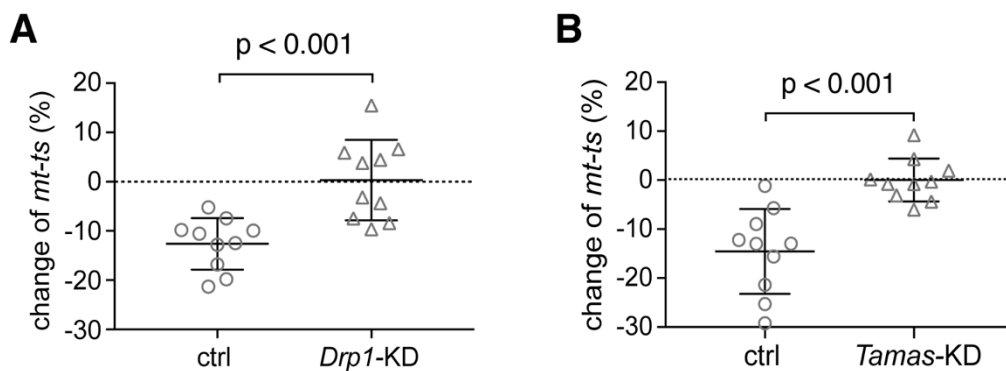 A
p < 0.001
change of mt-ts (%)
20
10
0
-10
-20
-30
ctrl
Drp1-KD
B
p < 0.001
change of mt-ts (%)
20
10
0
-10
-20
-30
ctrl
Tamas-KD